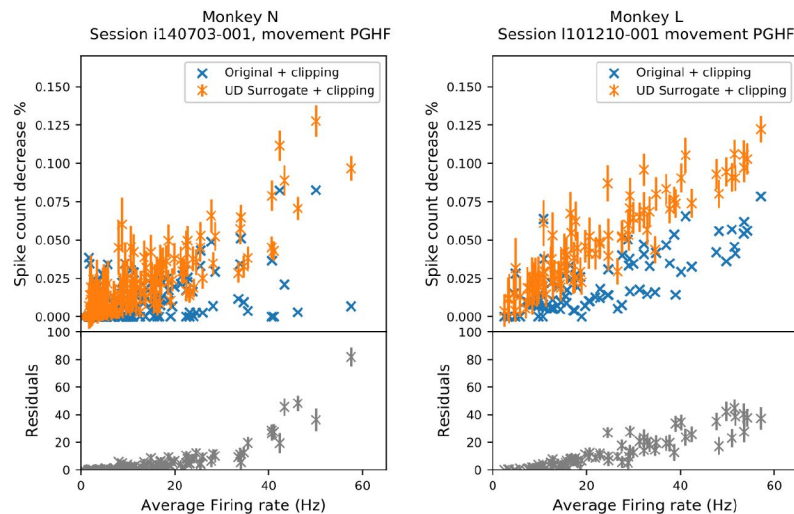 Monkey N
Session i140703-001, movement PGHF
Spike count decrease %
0.150
0.125
0.100
0.075
0.050
0.025
0.000
Original + clipping
UD Surrogate + clipping
Residuals
100
80
60
40
20
0
0
20
40
60
Average Firing rate (Hz)
Monkey L
Session l101210-001 movement PGHF
Spike count decrease %
0.150
0.125
0.100
0.075
0.050
0.025
0.000
Original + clipping
UD Surrogate + clipping
Residuals
100
80
60
40
20
0
0
10
20
30
40
50
60
Average Firing rate (Hz)